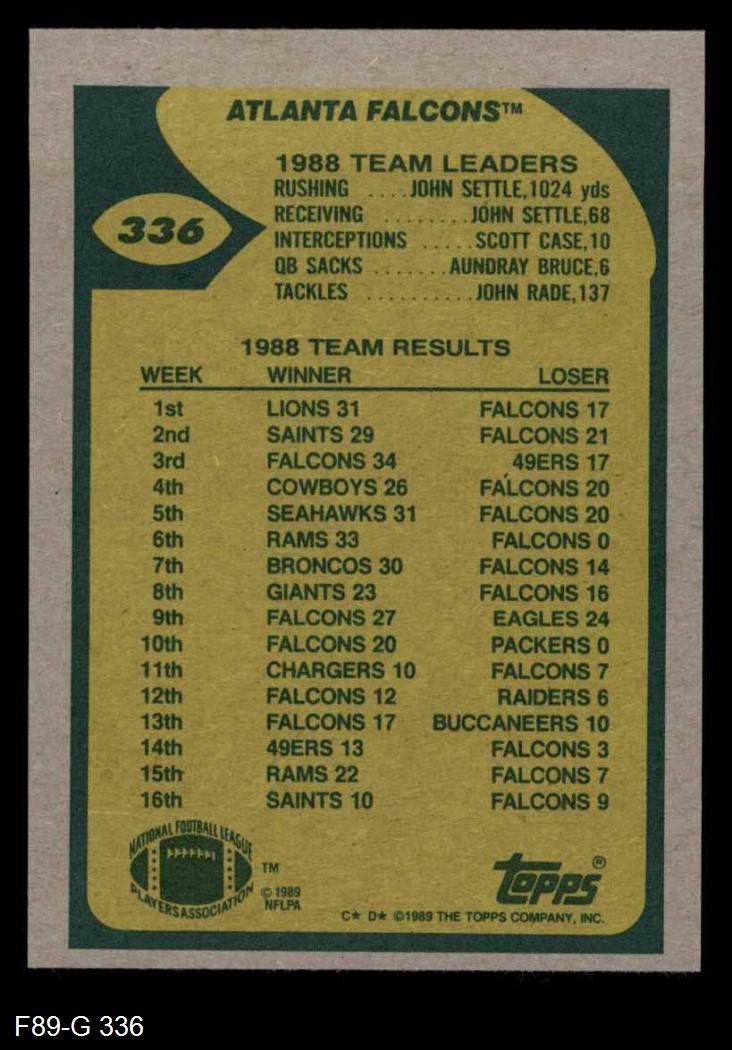 ATLANTA FALCONS™
336
1988 TEAM LEADERS
RUSHING ....JOHN SETTLE,1024 yds
RECEIVING ........JOHN SETTLE,68
INTERCEPTIONS .....SCOTT CASE,10
QB SACKS .......AUNDRAY BRUCE,6
TACKLES ..........JOHN RADE,137
1988 TEAM RESULTS
WEEK WINNER LOSER
1st LIONS 31 FALCONS 17
2nd SAINTS 29 FALCONS 21
3rd FALCONS 34 49ERS 17
4th COWBOYS 26 FALCONS 20
5th SEAHAWKS 31 FALCONS 20
6th RAMS 33 FALCONS 0
7th BRONCOS 30 FALCONS 14
8th GIANTS 23 FALCONS 16
9th FALCONS 27 EAGLES 24
10th FALCONS 20 PACKERS 0
11th CHARGERS 10 FALCONS 7
12th FALCONS 12 RAIDERS 6
13th FALCONS 17 BUCCANEERS 10
14th 49ERS 13 FALCONS 3
15th RAMS 22 FALCONS 7
16th SAINTS 10 FALCONS 9
NATIONAL FOOTBALL LEAGUE
PLAYERS ASSOCIATION
TM
© 1989
NFLPA
topps®
C★ D★ ©1989 THE TOPPS COMPANY, INC.
F89-G 336